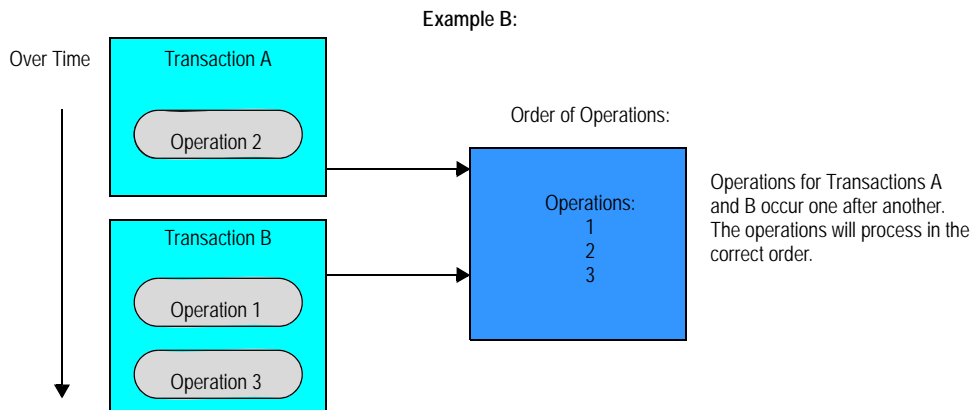 Example B:
Over Time
Transaction A
Operation 2
Transaction B
Operation 1
Operation 3
Order of Operations:
Operations:
1
2
3
Operations for Transactions A
and B occur one after another.
The operations will process in the
correct order.